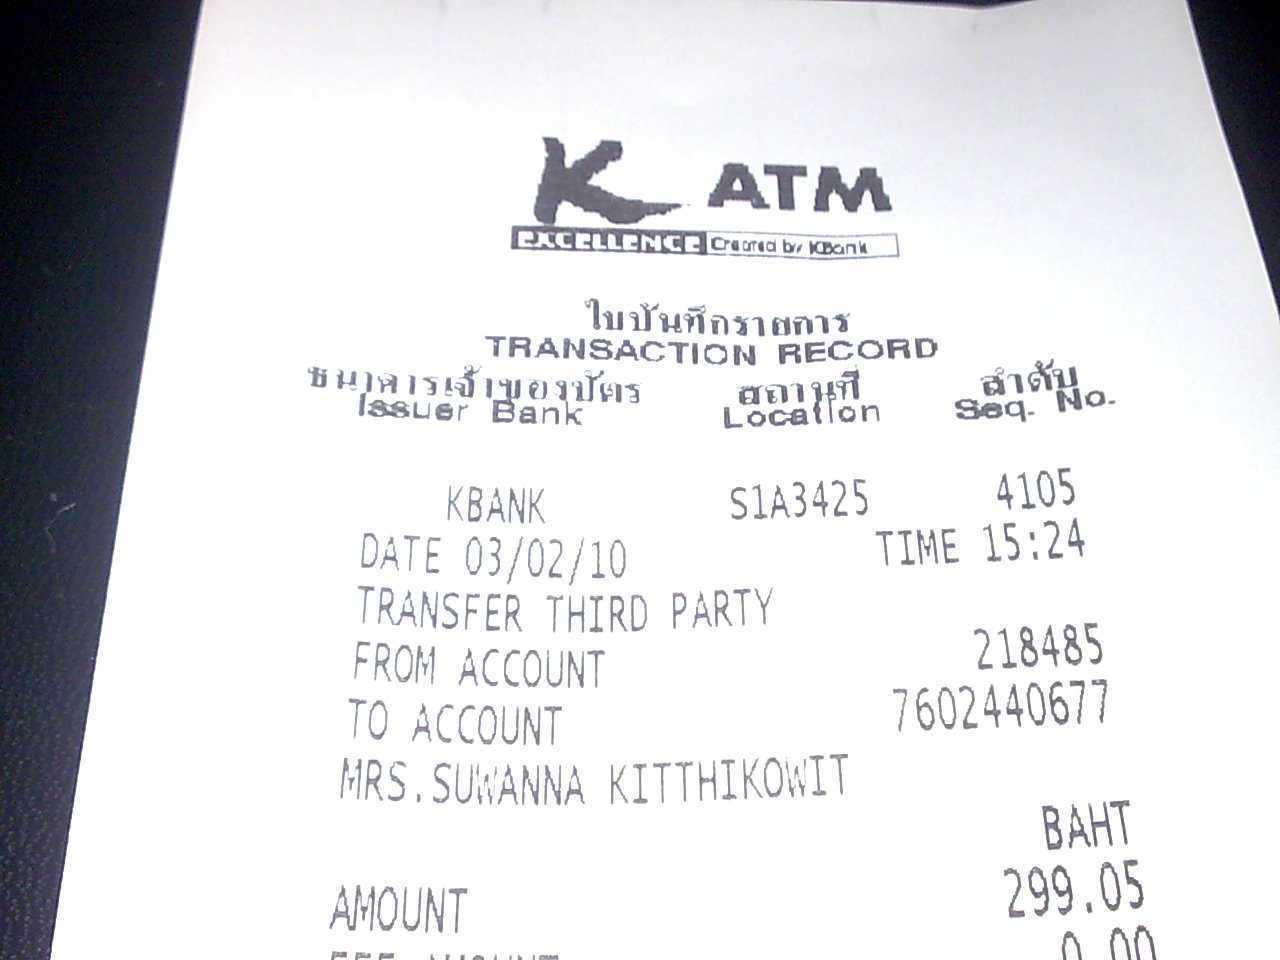 K ATM
EXCELLENCE Created by KBank
ใบบันทึกรายการ
TRANSACTION RECORD
ธนาคารเจ้าของบัตร สถานที่ ลำดับ
Issuer Bank Location Seq. No.
KBANK S1A3425 4105
DATE 03/02/10 TIME 15:24
TRANSFER THIRD PARTY
FROM ACCOUNT 218485
TO ACCOUNT 7602440677
MRS.SUWANNA KITTHIKOWIT
BAHT
AMOUNT 299.05
FEE AMOUNT 0.00